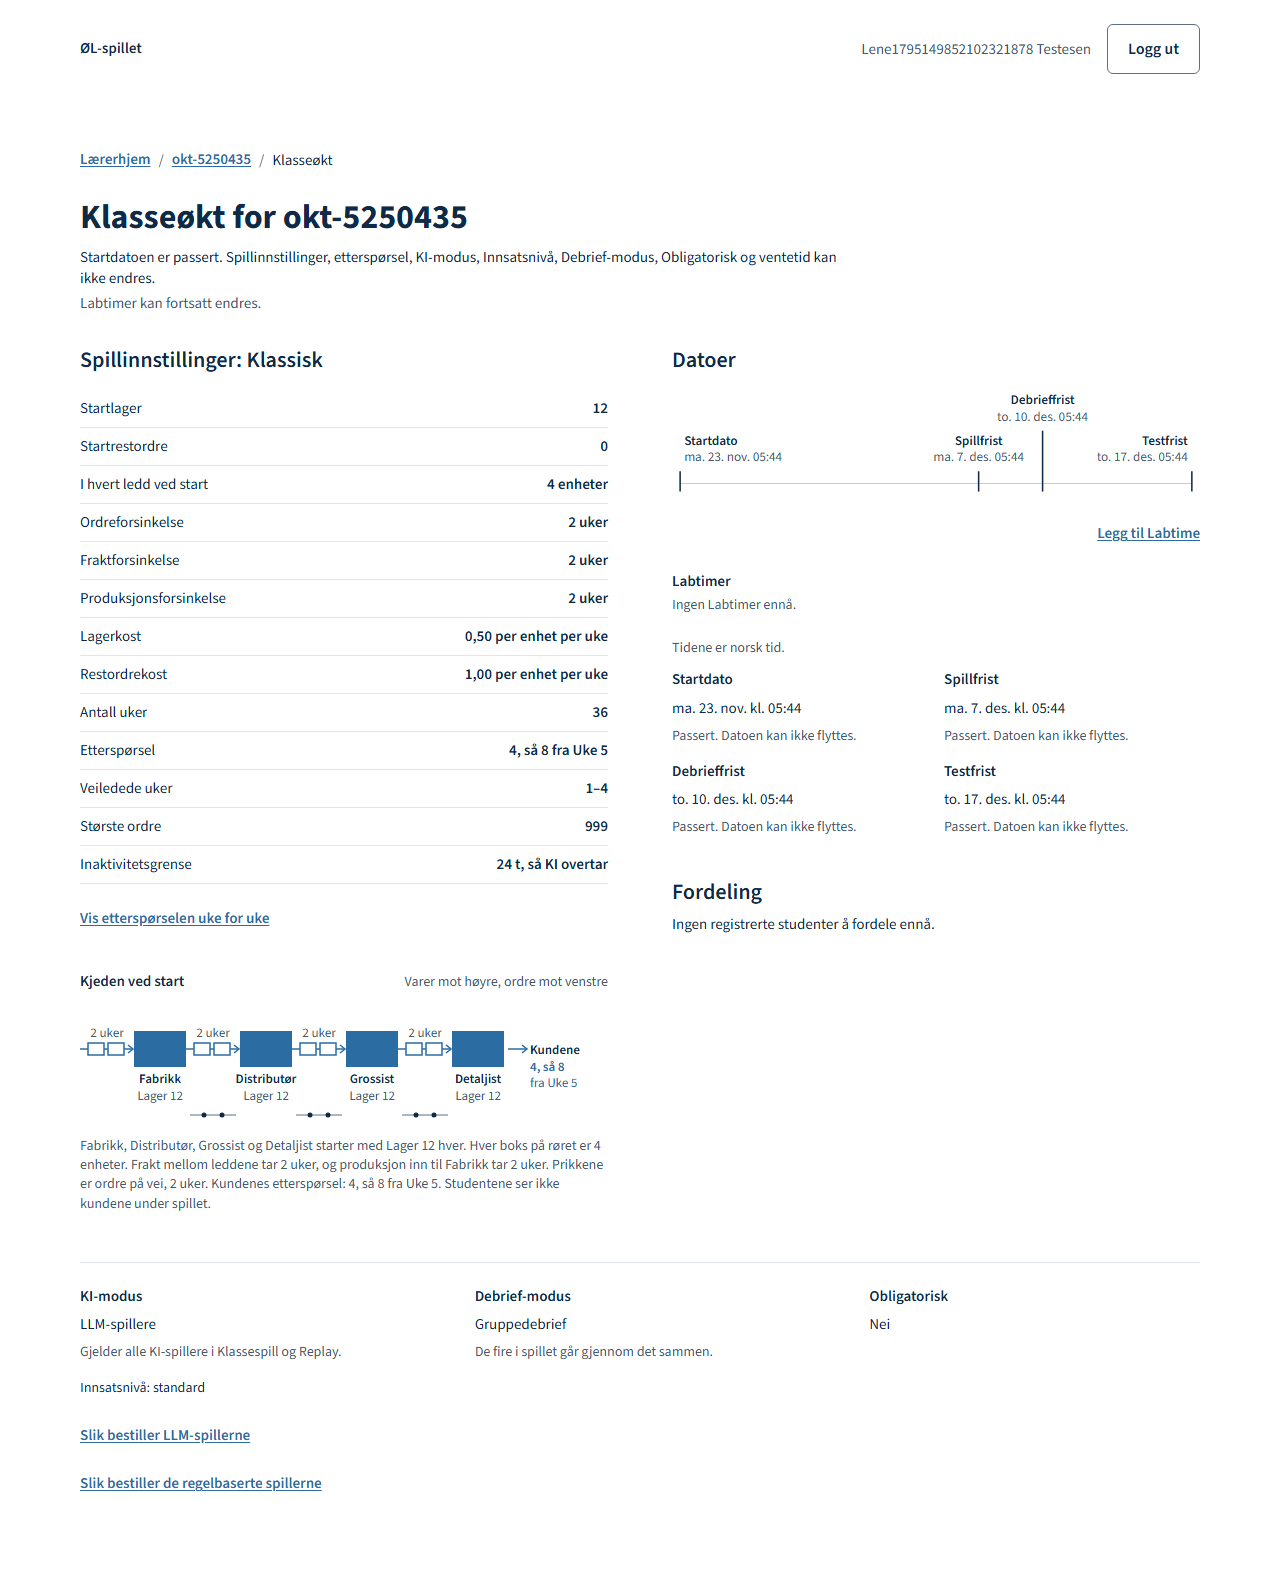 ØL-spillet
Lene1795149852102321878 Testesen
Logg ut
Lærerhjem / okt-5250435 / Klasseøkt
Klasseøkt for okt-5250435
Startdatoen er passert. Spillinnstillinger, etterspørsel, KI-modus, Innsatsnivå, Debrief-modus, Obligatorisk og ventetid kan
ikke endres.
Labtimer kan fortsatt endres.
Spillinnstillinger: Klassisk
Startlager 12
Startrestordre 0
I hvert ledd ved start 4 enheter
Ordreforsinkelse 2 uker
Fraktforsinkelse 2 uker
Produksjonsforsinkelse 2 uker
Lagerkost 0,50 per enhet per uke
Restordrekost 1,00 per enhet per uke
Antall uker 36
Etterspørsel 4, så 8 fra Uke 5
Veiledede uker 1–4
Største ordre 999
Inaktivitetsgrense 24 t, så KI overtar
Vis etterspørselen uke for uke
Kjeden ved start
Varer mot høyre, ordre mot venstre
2 uker 2 uker 2 uker 2 uker
Kundene
4, så 8
fra Uke 5
Fabrikk Distributør Grossist Detaljist
Lager 12 Lager 12 Lager 12 Lager 12
Fabrikk, Distributør, Grossist og Detaljist starter med Lager 12 hver. Hver boks på røret er 4
enheter. Frakt mellom leddene tar 2 uker, og produksjon inn til Fabrikk tar 2 uker. Prikkene
er ordre på vei, 2 uker. Kundenes etterspørsel: 4, så 8 fra Uke 5. Studentene ser ikke
kundene under spillet.
Datoer
Debrieffrist
to. 10. des. 05:44
Startdato Spillfrist Testfrist
ma. 23. nov. 05:44 ma. 7. des. 05:44 to. 17. des. 05:44
Legg til Labtime
Labtimer
Ingen Labtimer ennå.
Tidene er norsk tid.
Startdato Spillfrist
ma. 23. nov. kl. 05:44 ma. 7. des. kl. 05:44
Passert. Datoen kan ikke flyttes. Passert. Datoen kan ikke flyttes.
Debrieffrist Testfrist
to. 10. des. kl. 05:44 to. 17. des. kl. 05:44
Passert. Datoen kan ikke flyttes. Passert. Datoen kan ikke flyttes.
Fordeling
Ingen registrerte studenter å fordele ennå.
KI-modus
LLM-spillere
Gjelder alle KI-spillere i Klassespill og Replay.
Innsatsnivå: standard
Slik bestiller LLM-spillerne
Slik bestiller de regelbaserte spillerne
Debrief-modus
Gruppedebrief
De fire i spillet går gjennom det sammen.
Obligatorisk
Nei